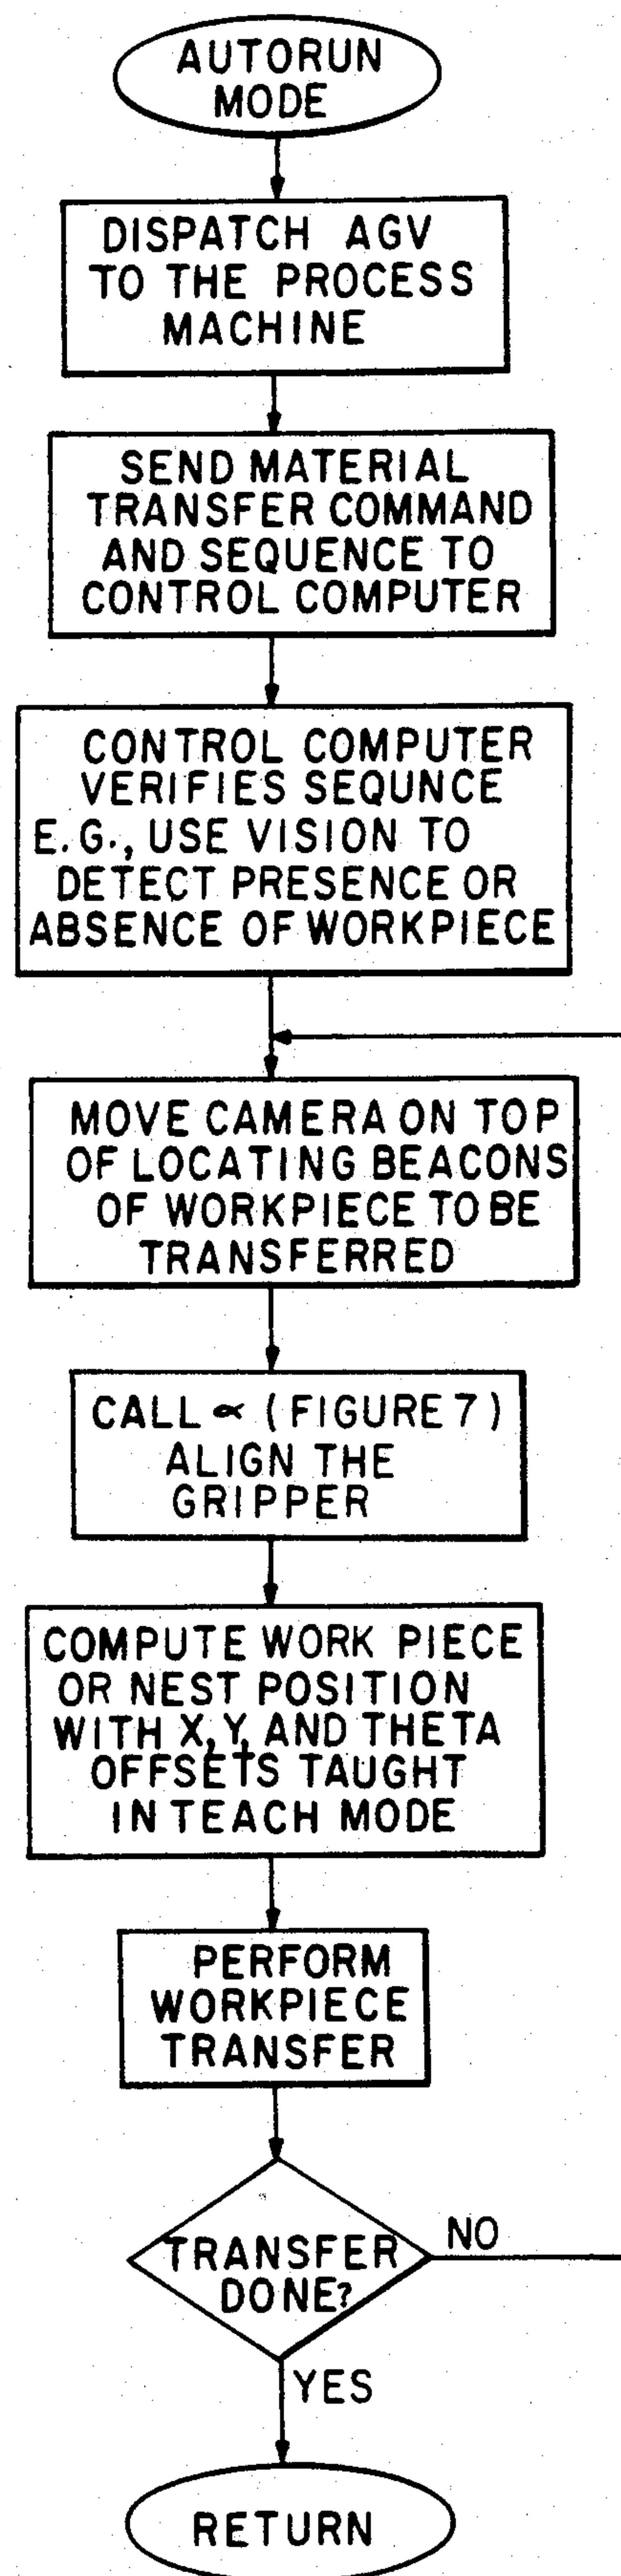 AUTORUN
MODE
DISPATCH AGV
TO THE PROCESS
MACHINE
SEND MATERIAL
TRANSFER COMMAND
AND SEQUENCE TO
CONTROL COMPUTER
CONTROL COMPUTER
VERIFIES SEQUNCE
E.G., USE VISION TO
DETECT PRESENCE OR
ABSENCE OF WORKPIECE
MOVE CAMERA ON TOP
OF LOCATING BEACONS
OF WORKPIECE TO BE
TRANSFERRED
CALL ∝ (FIGURE 7)
ALIGN THE
GRIPPER
COMPUTE WORK PIECE
OR NEST POSITION
WITH X, Y, AND THETA
OFFSETS TAUGHT
IN TEACH MODE
PERFORM
WORKPIECE
TRANSFER
TRANSFER
DONE?
NO
YES
RETURN